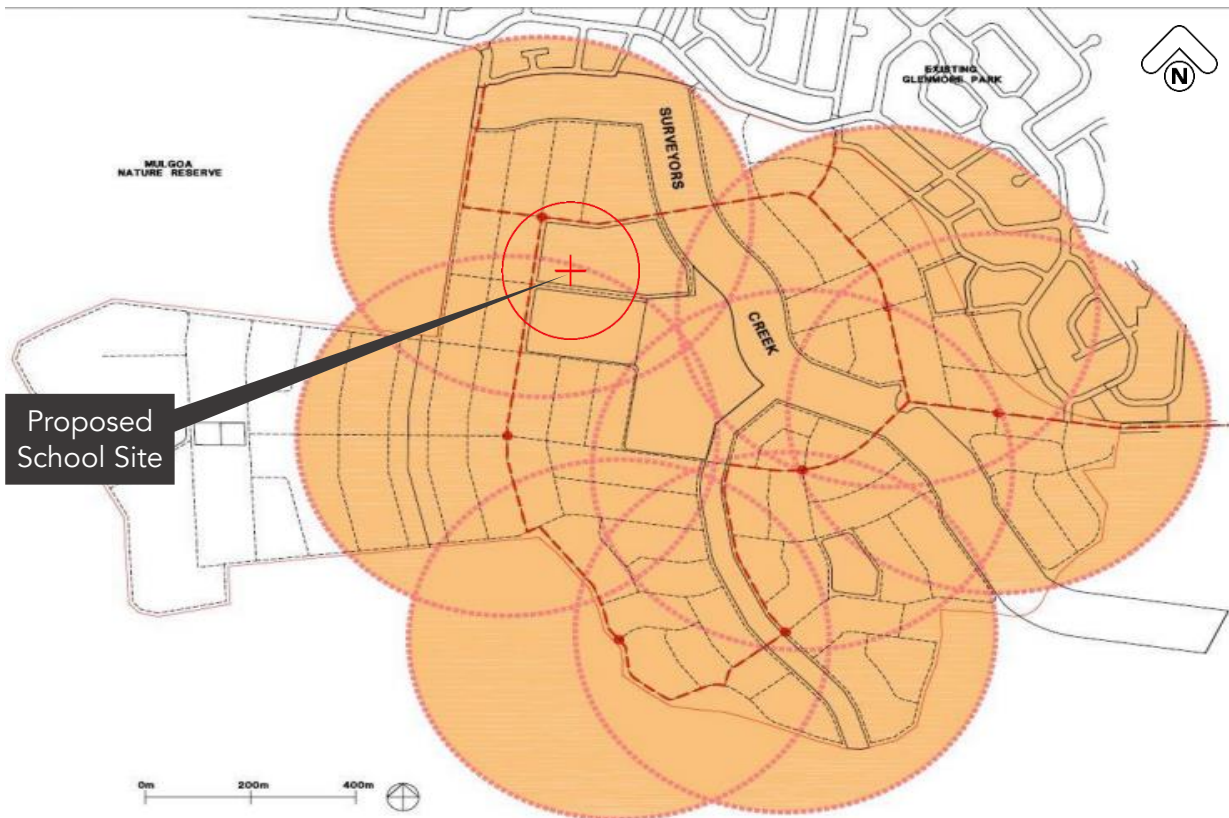 EXISTING
GLENMORE PARK
N
SURVEYORS
MULGOA
NATURE RESERVE
CREEK
Proposed
School Site
0m 200m 400m